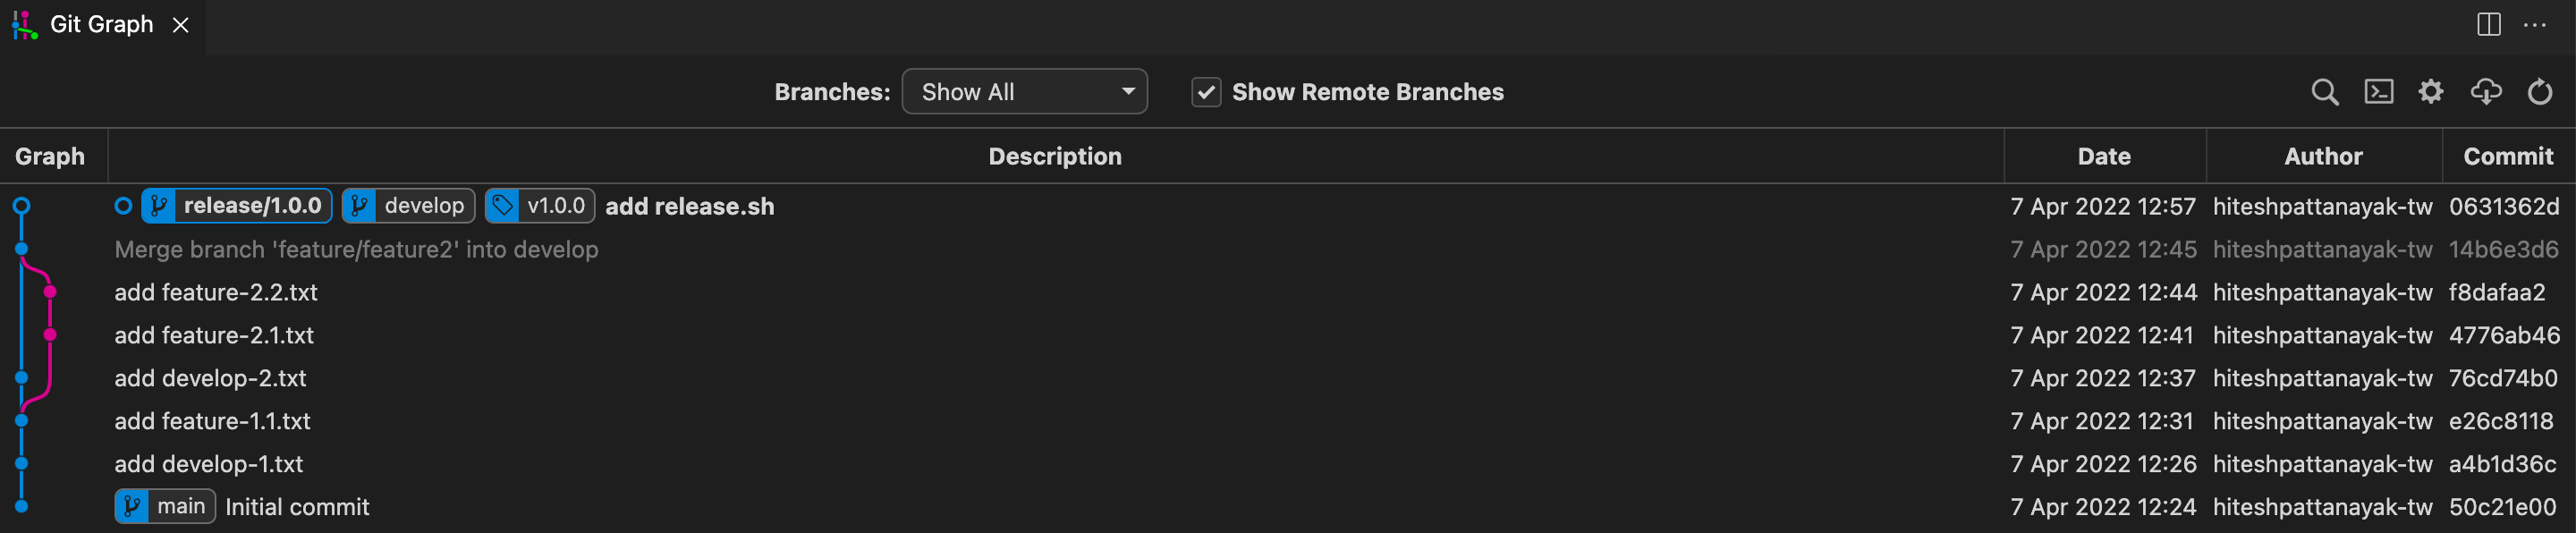 Git Graph
Branches: Show All Show Remote Branches
Graph Description Date Author Commit
release/1.0.0 develop v1.0.0 add release.sh 7 Apr 2022 12:57 hiteshpattanayak-tw 0631362d
Merge branch 'feature/feature2' into develop 7 Apr 2022 12:45 hiteshpattanayak-tw 14b6e3d6
add feature-2.2.txt 7 Apr 2022 12:44 hiteshpattanayak-tw f8dafaa2
add feature-2.1.txt 7 Apr 2022 12:41 hiteshpattanayak-tw 4776ab46
add develop-2.txt 7 Apr 2022 12:37 hiteshpattanayak-tw 76cd74b0
add feature-1.1.txt 7 Apr 2022 12:31 hiteshpattanayak-tw e26c8118
add develop-1.txt 7 Apr 2022 12:26 hiteshpattanayak-tw a4b1d36c
main Initial commit 7 Apr 2022 12:24 hiteshpattanayak-tw 50c21e00